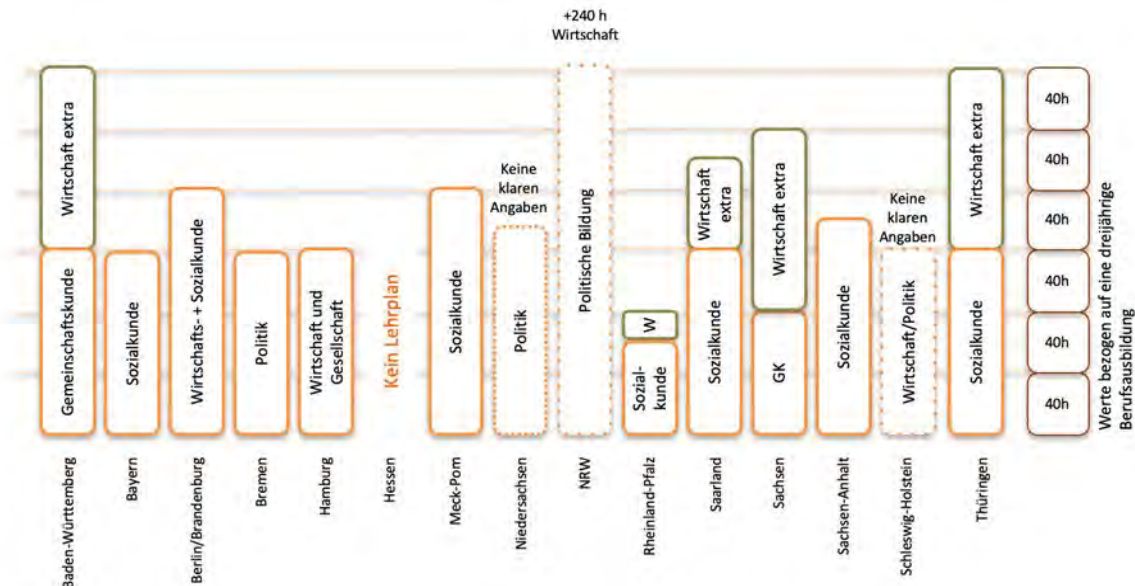 +240 h
Wirtschaft
Wirtschaft extra
Gemeinschaftskunde
Sozialkunde
Wirtschafts- + Sozialkunde
Politik
Wirtschaft und
Gesellschaft
Kein Lehrplan
Sozialkunde
Keine
klaren
Angaben
Politik
Politische Bildung
W
Sozial-
kunde
Wirtschaft
extra
Sozialkunde
Wirtschaft extra
GK
Sozialkunde
Keine
klaren
Angaben
Wirtschaft/Politik
Wirtschaft extra
Sozialkunde
40h
40h
40h
40h
40h
40h
Werte bezogen auf eine dreijährige
Berufsausbildung
Baden-Württemberg
Bayern
Berlin/Brandenburg
Bremen
Hamburg
Hessen
Meck-Pom
Niedersachsen
NRW
Rheinland-Pfalz
Saarland
Sachsen
Sachsen-Anhalt
Schleswig-Holstein
Thüringen